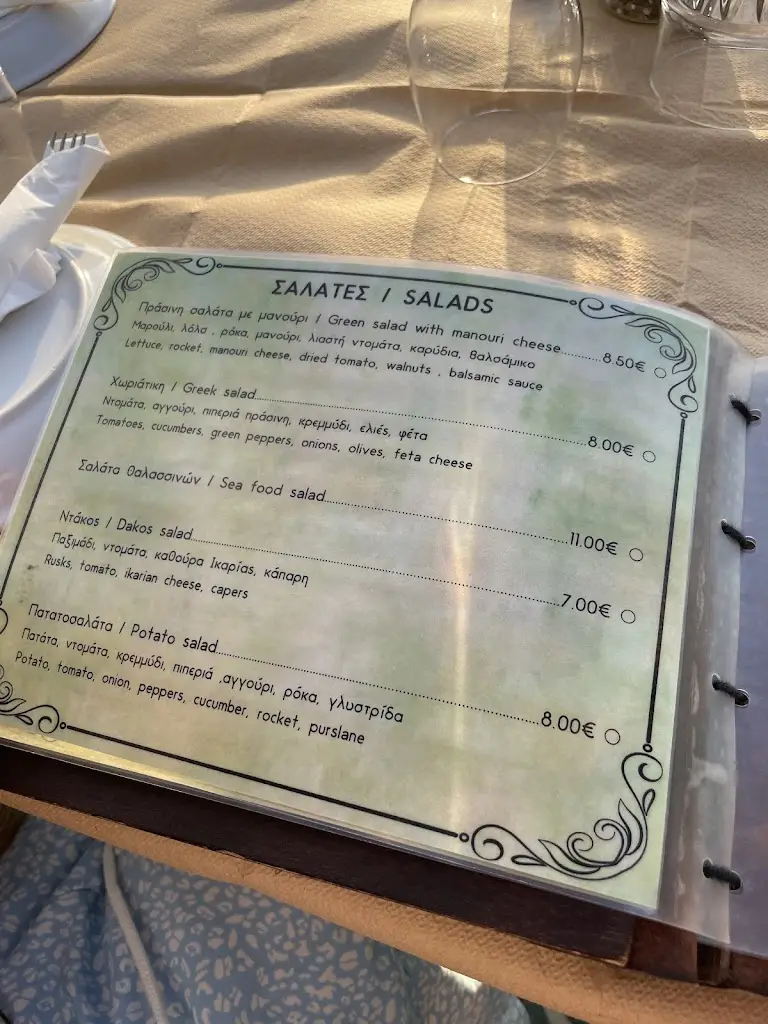 ΣΑΛΑΤΕΣ / SALADS
Πράσινη σαλάτα με μανούρι / Green salad with manouri cheese..........8.50€
Μαρούλι, λόλα , ρόκα, μανούρι, λιαστή ντομάτα, καρύδια, βαλσάμικο
Lettuce, rocket, manouri cheese, dried tomato, walnuts , balsamic sauce
Χωριάτικη / Greek salad..........8.00€
Ντομάτα, αγγούρι, πιπεριά πράσινη, κρεμμύδι, ελιές, φέτα
Tomatoes, cucumbers, green peppers, onions, olives, feta cheese
Σαλάτα θαλασσινών / Sea food salad..........11.00€
Ντάκος / Dakos salad..........7.00€
Παξιμάδι, ντομάτα, καθούρα Ικαρίας, κάπαρη
Rusks, tomato, ikarian cheese, capers
Πατατοσαλάτα / Potato salad..........8.00€
Πατάτα, ντομάτα, κρεμμύδι, πιπεριά ,αγγούρι, ρόκα, γλυστρίδα
Potato, tomato, onion, peppers, cucumber, rocket, purslane